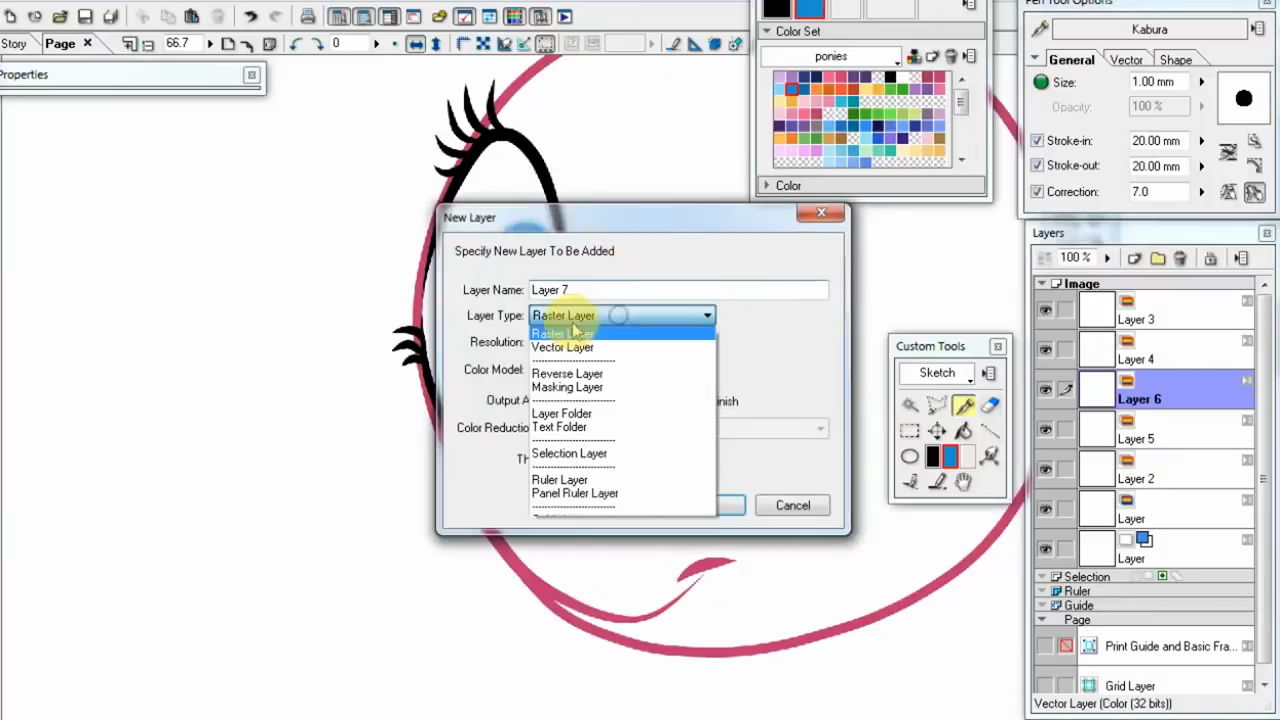 66.7
0
Story
Page
Properties
Color Set
ponies
Color
Pen Tool Options
Kabura
General
Vector
Shape
Size:
1.00 mm
Opacity:
100 %
Stroke-in:
20.00 mm
Stroke-out:
20.00 mm
Correction:
7.0
New Layer
Specify New Layer To Be Added
Layer Name:
Layer 7
Layer Type:
Raster Layer
Raster Layer
Resolution:
Vector Layer
Color Model:
Reverse Layer
Masking Layer
Output A
nish
Layer Folder
Color Reductio
Text Folder
Th
Selection Layer
Ruler Layer
Panel Ruler Layer
Cancel
Custom Tools
Sketch
Layers
100 %
Image
Layer 3
Layer 4
Layer 6
Layer 5
Layer 2
Layer
Layer
Selection
Ruler
Guide
Page
Print Guide and Basic Fra...
Grid Layer
Vector Layer (Color (32 bits))